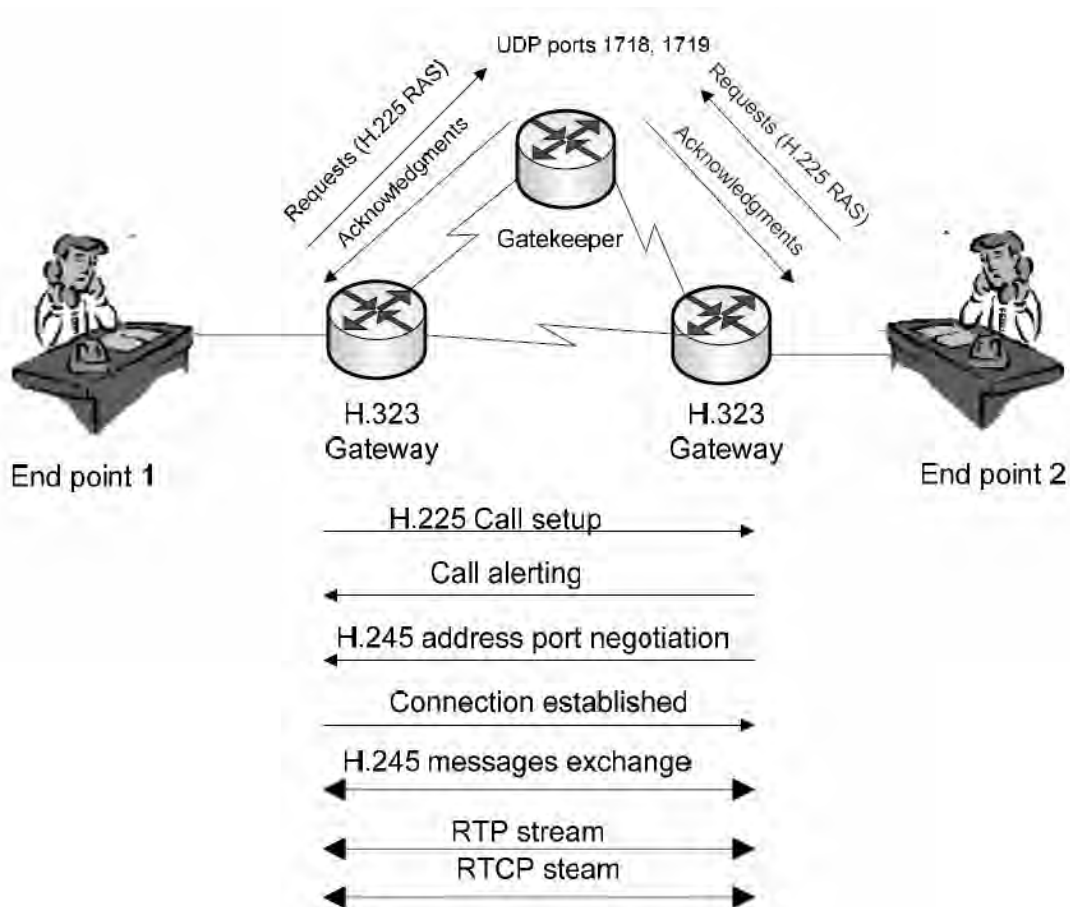 UDP ports 1718, 1719
Requests (H.225 RAS)
Acknowledgments
Requests (H.225 RAS)
Acknowledgments
Gatekeeper
H.323
Gateway
H.323
Gateway
End point 1
End point 2
H.225 Call setup
Call alerting
H.245 address port negotiation
Connection established
H.245 messages exchange
RTP stream
RTCP steam